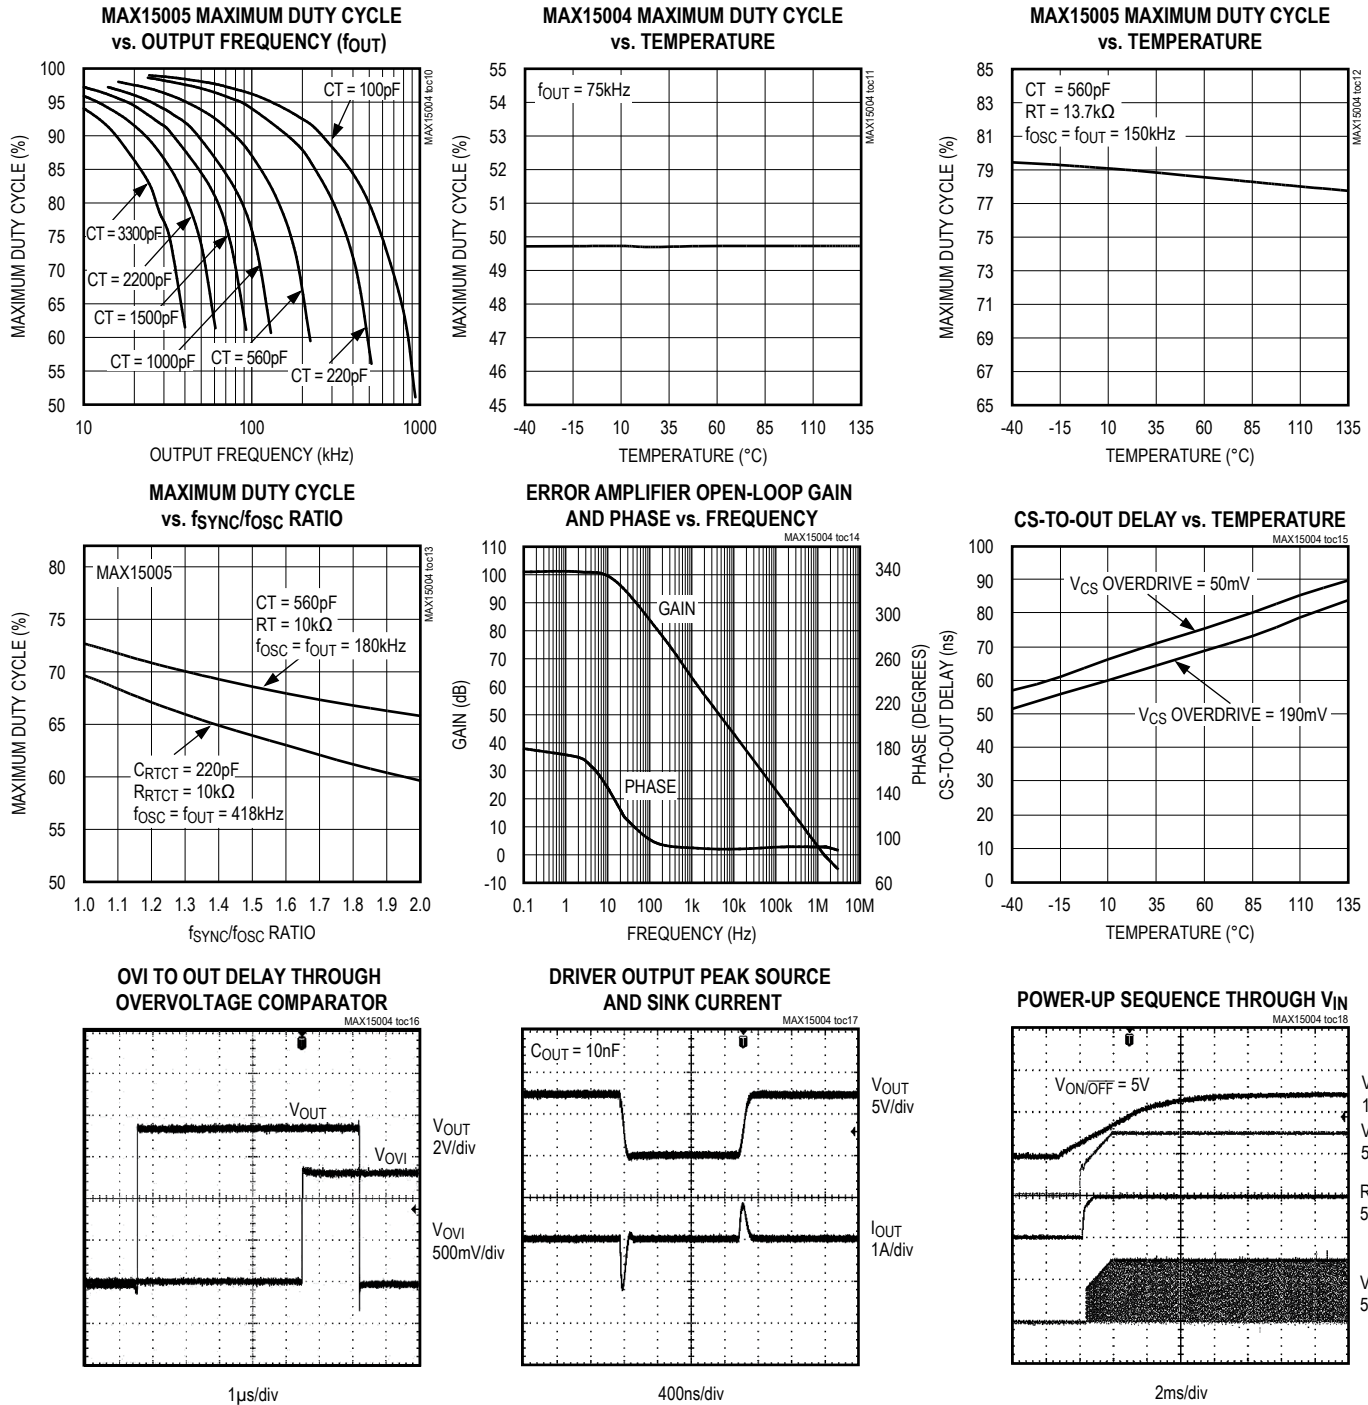 MAX15005 MAXIMUM DUTY CYCLE
vs. OUTPUT FREQUENCY (fOUT)
MAX15004 toc10
MAXIMUM DUTY CYCLE (%)
100
95
90
85
80
75
70
65
60
55
50
CT = 100pF
CT = 3300pF
CT = 2200pF
CT = 1500pF
CT = 1000pF
CT = 560pF
CT = 220pF
10 100 1000
OUTPUT FREQUENCY (kHz)
MAX15004 MAXIMUM DUTY CYCLE
vs. TEMPERATURE
MAX15004 toc11
MAXIMUM DUTY CYCLE (%)
55
54
53
52
51
50
49
48
47
46
45
fOUT = 75kHz
-40 -15 10 35 60 85 110 135
TEMPERATURE (°C)
MAX15005 MAXIMUM DUTY CYCLE
vs. TEMPERATURE
MAX15004 toc12
MAXIMUM DUTY CYCLE (%)
85
83
81
79
77
75
73
71
69
67
65
CT = 560pF
RT = 13.7kΩ
fOSC = fOUT = 150kHz
-40 -15 10 35 60 85 110 135
TEMPERATURE (°C)
MAXIMUM DUTY CYCLE
vs. fSYNC/fOSC RATIO
MAX15004 toc13
MAXIMUM DUTY CYCLE (%)
80
75
70
65
60
55
50
MAX15005
CT = 560pF
RT = 10kΩ
fOSC = fOUT = 180kHz
CRTCT = 220pF
RRTCT = 10kΩ
fOSC = fOUT = 418kHz
1.0 1.1 1.2 1.3 1.4 1.5 1.6 1.7 1.8 1.9 2.0
fSYNC/fOSC RATIO
ERROR AMPLIFIER OPEN-LOOP GAIN
AND PHASE vs. FREQUENCY
MAX15004 toc14
GAIN (dB)
110
100
90
80
70
60
50
40
30
20
10
0
-10
GAIN
PHASE
340
300
260
220
180
140
100
60
PHASE (DEGREES)
0.1 1 10 100 1k 10k 100k 1M 10M
FREQUENCY (Hz)
CS-TO-OUT DELAY vs. TEMPERATURE
MAX15004 toc15
CS-TO-OUT DELAY (ns)
100
90
80
70
60
50
40
30
20
10
0
VCS OVERDRIVE = 50mV
VCS OVERDRIVE = 190mV
-40 -15 10 35 60 85 110 135
TEMPERATURE (°C)
OVI TO OUT DELAY THROUGH
OVERVOLTAGE COMPARATOR
MAX15004 toc16
T
VOUT
VOVI
VOUT
2V/div
VOVI
500mV/div
1µs/div
DRIVER OUTPUT PEAK SOURCE
AND SINK CURRENT
MAX15004 toc17
T
COUT = 10nF
VOUT
5V/div
IOUT
1A/div
400ns/div
POWER-UP SEQUENCE THROUGH VIN
MAX15004 toc18
T
VON/OFF = 5V
V
1
V
5
R
5
V
5
2ms/div